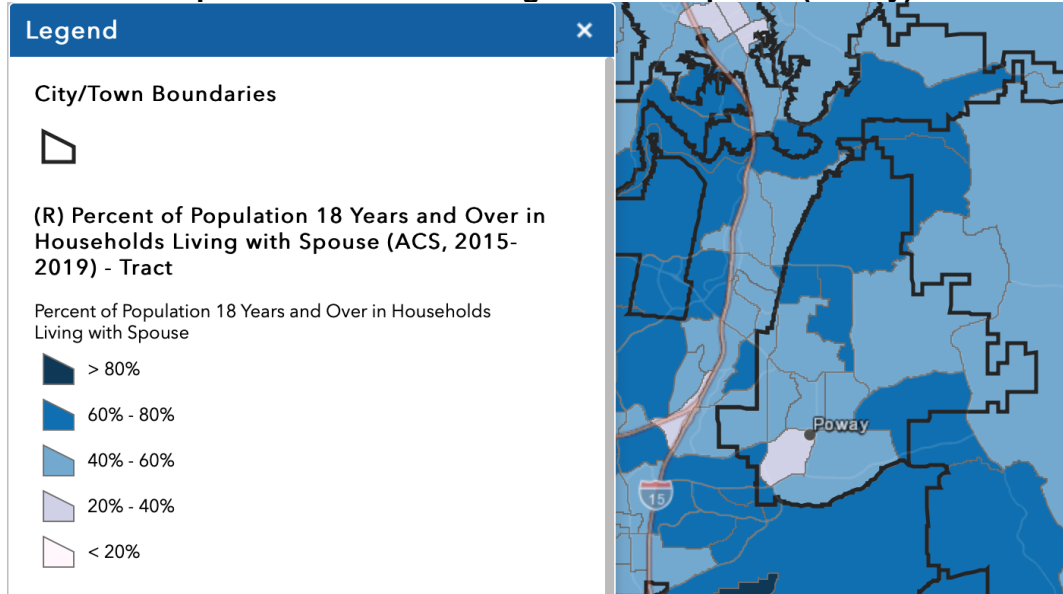 Legend
×
City/Town Boundaries
(R) Percent of Population 18 Years and Over in
Households Living with Spouse (ACS, 2015-
2019) - Tract
Percent of Population 18 Years and Over in Households
Living with Spouse
> 80%
60% - 80%
40% - 60%
20% - 40%
< 20%
Poway
15